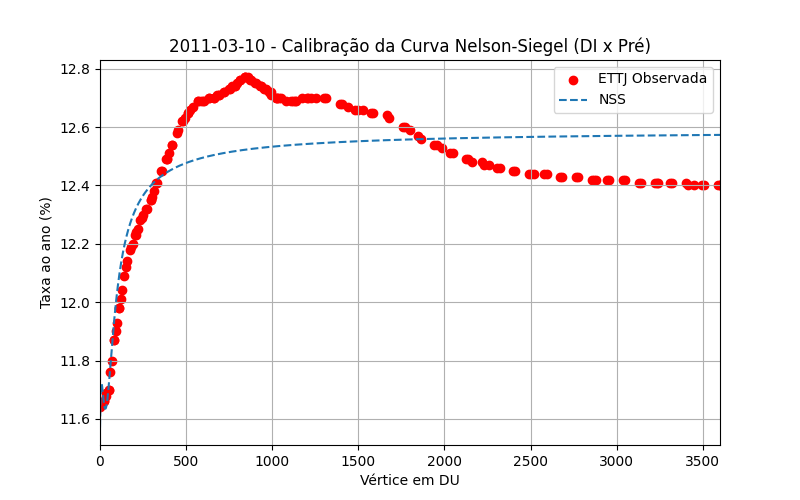 2011-03-10 - Calibração da Curva Nelson-Siegel (DI x Pré)
ETTJ Observada
NSS
Taxa ao ano (%)
12.8
12.6
12.4
12.2
12.0
11.8
11.6
0 500 1000 1500 2000 2500 3000 3500
Vértice em DU